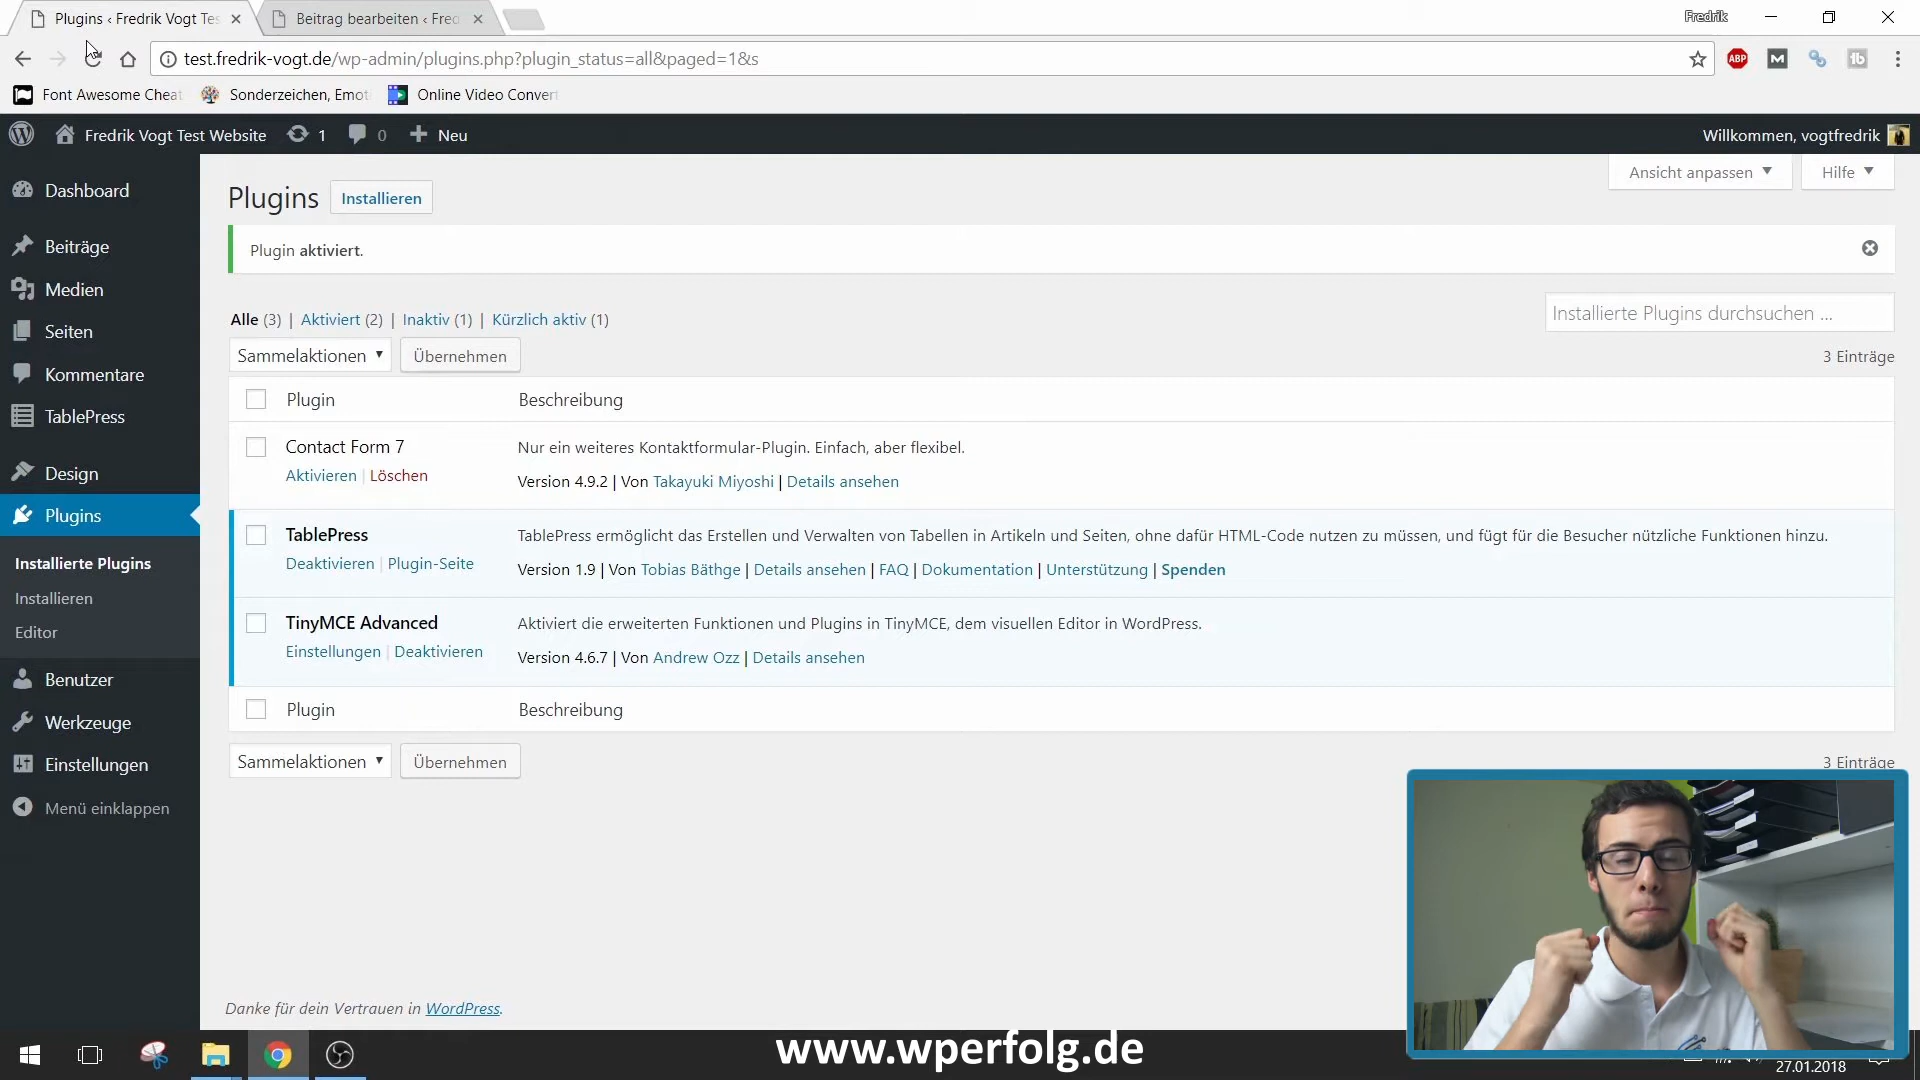 Plugins ‹ Fredrik Vogt Tes
Beitrag bearbeiten ‹ Fred
Fredrik
test.fredrik-vogt.de/wp-admin/plugins.php?plugin_status=all&paged=1&s
ABP
M
tb
Font Awesome Cheat
Sonderzeichen, Emot
Online Video Convert
Fredrik Vogt Test Website
1
0
Neu
Willkommen, vogtfredrik
Dashboard
Beiträge
Medien
Seiten
Kommentare
TablePress
Design
Plugins
Installierte Plugins
Installieren
Editor
Benutzer
Werkzeuge
Einstellungen
Menü einklappen
Ansicht anpassen
Hilfe
Plugins
Installieren
Plugin aktiviert.
Alle (3) | Aktiviert (2) | Inaktiv (1) | Kürzlich aktiv (1)
Installierte Plugins durchsuchen ...
Sammelaktionen
Übernehmen
3 Einträge
Plugin
Beschreibung
Contact Form 7
Nur ein weiteres Kontaktformular-Plugin. Einfach, aber flexibel.
Aktivieren | Löschen
Version 4.9.2 | Von Takayuki Miyoshi | Details ansehen
TablePress
TablePress ermöglicht das Erstellen und Verwalten von Tabellen in Artikeln und Seiten, ohne dafür HTML-Code nutzen zu müssen, und fügt für die Besucher nützliche Funktionen hinzu.
Deaktivieren | Plugin-Seite
Version 1.9 | Von Tobias Bäthge | Details ansehen | FAQ | Dokumentation | Unterstützung | Spenden
TinyMCE Advanced
Aktiviert die erweiterten Funktionen und Plugins in TinyMCE, dem visuellen Editor in WordPress.
Einstellungen | Deaktivieren
Version 4.6.7 | Von Andrew Ozz | Details ansehen
Plugin
Beschreibung
Sammelaktionen
Übernehmen
3 Einträge
Danke für dein Vertrauen in WordPress.
www.wperfolg.de
27.01.2018